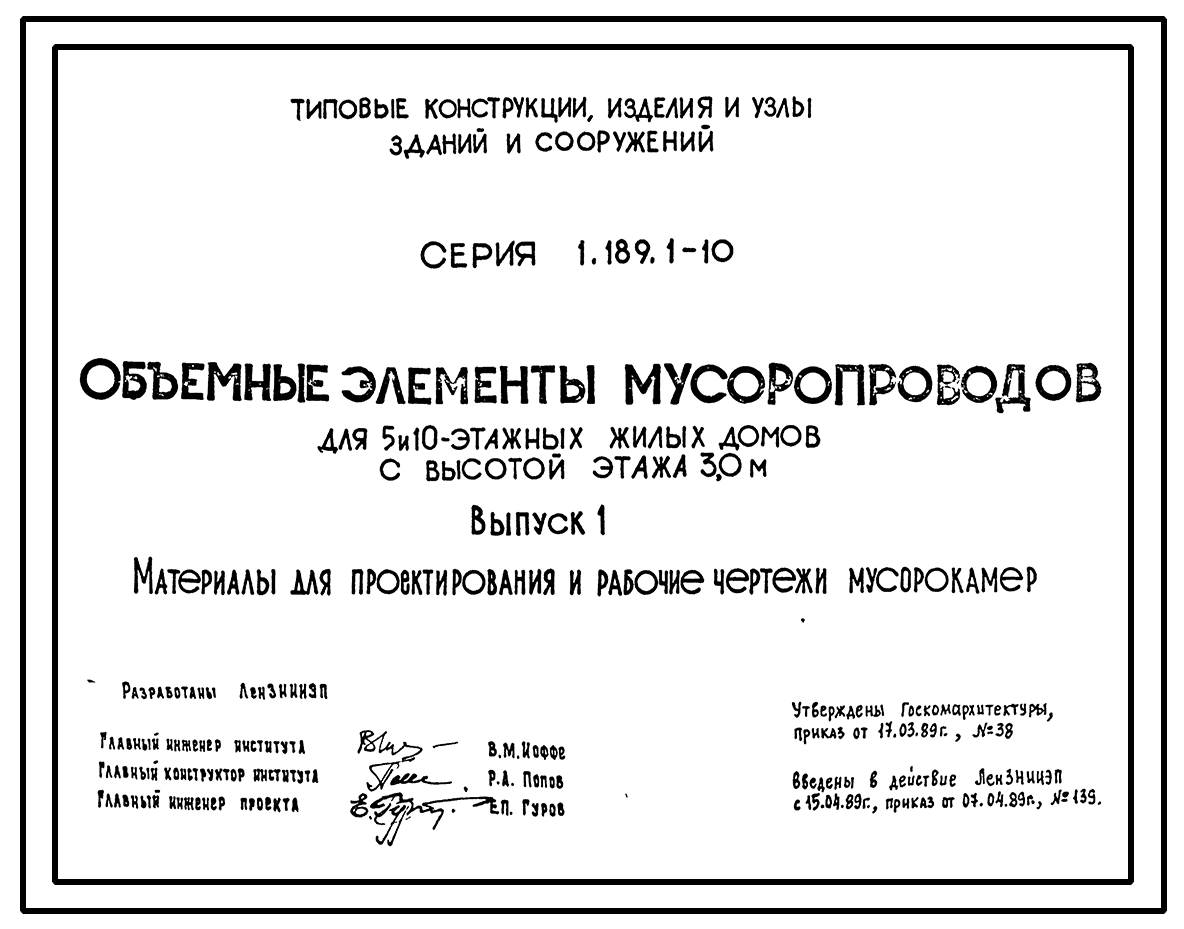 ТИПОВЫЕ КОНСТРУКЦИИ, ИЗДЕЛИЯ И УЗЛЫ
ЗДАНИЙ И СООРУЖЕНИЙ
СЕРИЯ 1.189.1-10
ОБЪЕМНЫЕ ЭЛЕМЕНТЫ МУСОРОПРОВОДОВ
ДЛЯ 5и10-ЭТАЖНЫХ ЖИЛЫХ ДОМОВ
С ВЫСОТОЙ ЭТАЖА 3,0 м
Выпуск 1
Материалы для проектирования и рабочие чертежи мусорокамер
Разработаны ЛенЗНИИЭП
Главный инженер института В.М.Иоффе
Главный конструктор института Р.А. Попов
Главный инженер проекта Е.П. Гуров
Утверждены Госкомархитектуры,
приказ от 17.03.89г., №38
Введены в действие ЛенЗНИИЭП
с 15.04.89г., приказ от 07.04.89г., №139.